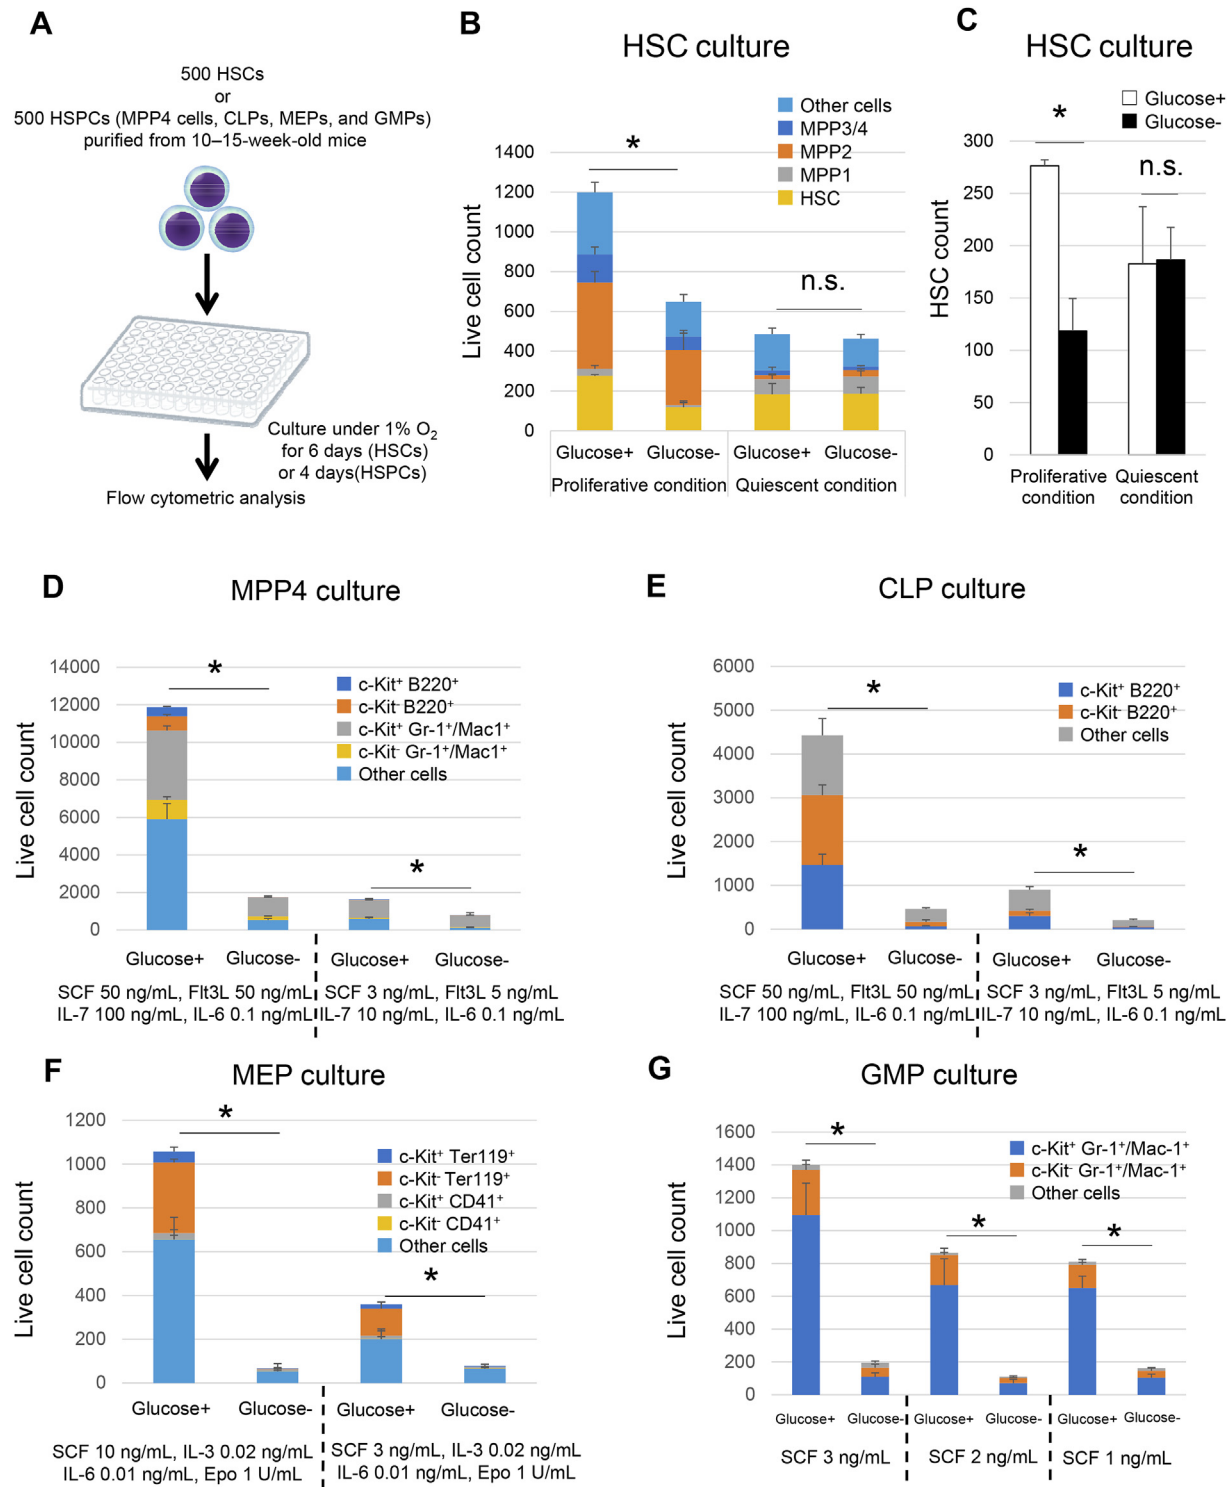 A
500 HSCs
or
500 HSPCs (MPP4 cells, CLPs, MEPs, and GMPs)
purified from 10–15-week-old mice
Culture under 1% O2
for 6 days (HSCs)
or 4 days(HSPCs)
Flow cytometric analysis
B
HSC culture
Other cells
MPP3/4
MPP2
MPP1
HSC
*
n.s.
Live cell count
1400
1200
1000
800
600
400
200
0
Glucose+ Glucose- Glucose+ Glucose-
Proliferative condition Quiescent condition
C
HSC culture
Glucose+
Glucose-
*
n.s.
HSC count
300
250
200
150
100
50
0
Proliferative condition
Quiescent condition
D
MPP4 culture
c-Kit+ B220+
c-Kit- B220+
c-Kit+ Gr-1+/Mac1+
c-Kit- Gr-1+/Mac1+
Other cells
*
*
Live cell count
14000
12000
10000
8000
6000
4000
2000
0
Glucose+ Glucose- Glucose+ Glucose-
SCF 50 ng/mL, Flt3L 50 ng/mL
IL-7 100 ng/mL, IL-6 0.1 ng/mL
SCF 3 ng/mL, Flt3L 5 ng/mL
IL-7 10 ng/mL, IL-6 0.1 ng/mL
E
CLP culture
c-Kit+ B220+
c-Kit- B220+
Other cells
*
*
Live cell count
6000
5000
4000
3000
2000
1000
0
Glucose+ Glucose- Glucose+ Glucose-
SCF 50 ng/mL, Flt3L 50 ng/mL
IL-7 100 ng/mL, IL-6 0.1 ng/mL
SCF 3 ng/mL, Flt3L 5 ng/mL
IL-7 10 ng/mL, IL-6 0.1 ng/mL
F
MEP culture
c-Kit+ Ter119+
c-Kit- Ter119+
c-Kit+ CD41+
c-Kit- CD41+
Other cells
*
*
Live cell count
1200
1000
800
600
400
200
0
Glucose+ Glucose- Glucose+ Glucose-
SCF 10 ng/mL, IL-3 0.02 ng/mL
IL-6 0.01 ng/mL, Epo 1 U/mL
SCF 3 ng/mL, IL-3 0.02 ng/mL
IL-6 0.01 ng/mL, Epo 1 U/mL
G
GMP culture
c-Kit+ Gr-1+/Mac-1+
c-Kit- Gr-1+/Mac-1+
Other cells
*
*
*
Live cell count
1600
1400
1200
1000
800
600
400
200
0
Glucose+ Glucose- Glucose+ Glucose- Glucose+ Glucose-
SCF 3 ng/mL SCF 2 ng/mL SCF 1 ng/mL